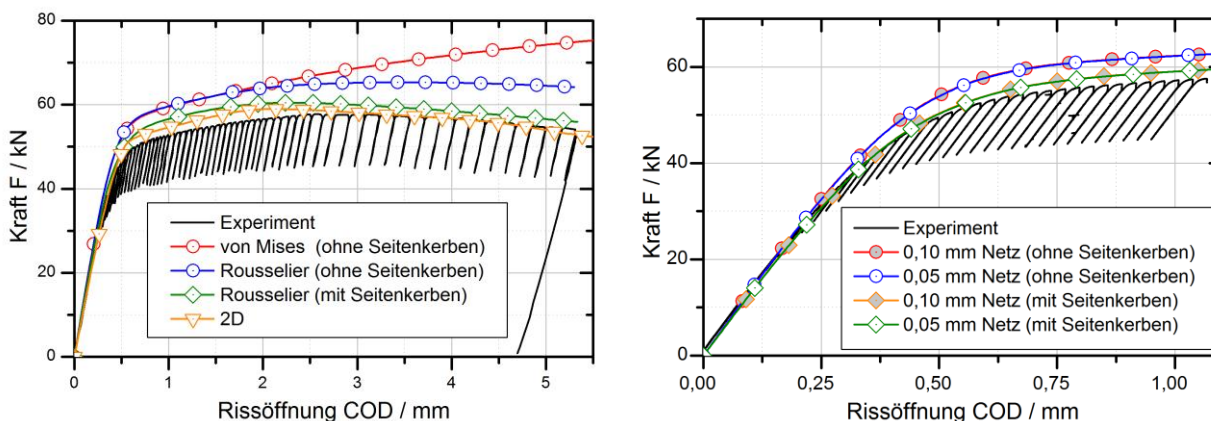 Kraft F / kN
80
60
40
20
0
Experiment
von Mises (ohne Seitenkerben)
Rousselier (ohne Seitenkerben)
Rousselier (mit Seitenkerben)
2D
0
1
2
3
4
5
Rissöffnung COD / mm
Kraft F / kN
60
40
20
0
Experiment
0,10 mm Netz (ohne Seitenkerben)
0,05 mm Netz (ohne Seitenkerben)
0,10 mm Netz (mit Seitenkerben)
0,05 mm Netz (mit Seitenkerben)
0,00
0,25
0,50
0,75
1,00
Rissöffnung COD / mm